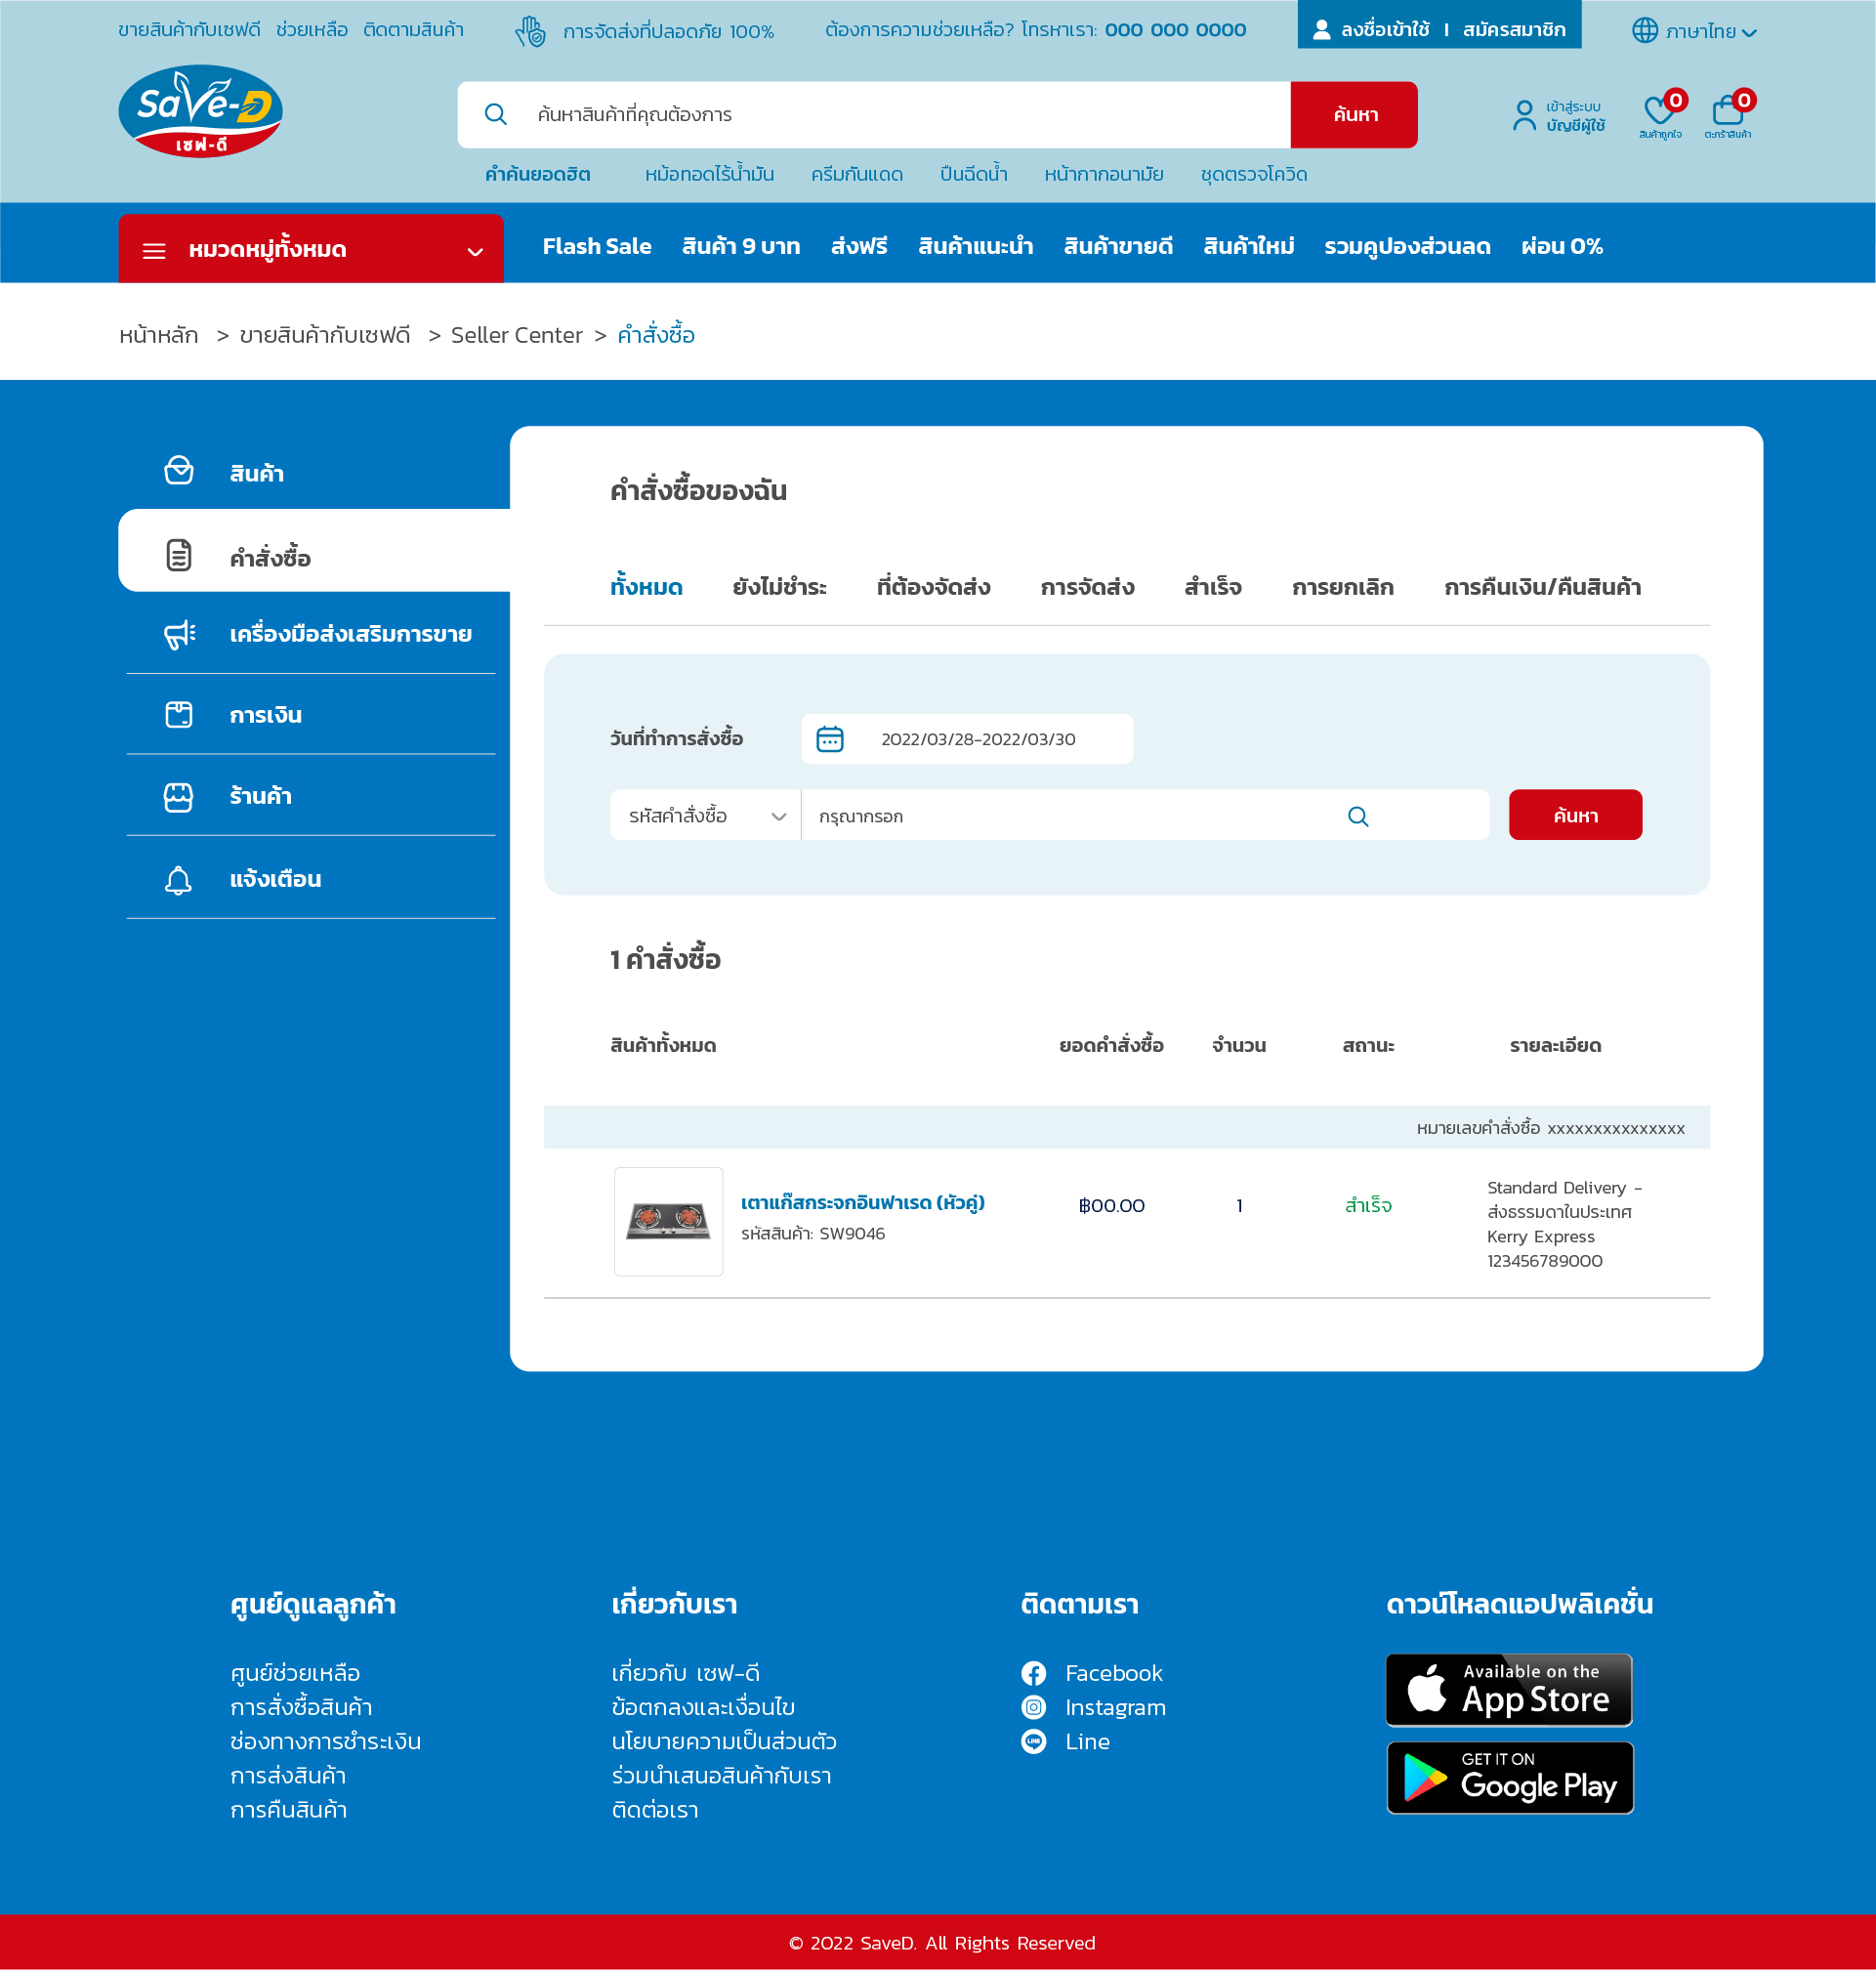 ขายสินค้ากับเซฟดี ช่วยเหลือ ติดตามสินค้า การจัดส่งที่ปลอดภัย 100% ต้องการความช่วยเหลือ? โทรหาเรา: 000 000 0000 ลงชื่อเข้าใช้ I สมัครสมาชิก ภาษาไทย
Save-D
เซฟ-ดี
ค้นหาสินค้าที่คุณต้องการ ค้นหา
เข้าสู่ระบบ
บัญชีผู้ใช้
0 0
สินค้าถูกใจ ตะกร้าสินค้า
คำค้นยอดฮิต หม้อทอดไร้น้ำมัน ครีมกันแดด ปืนฉีดน้ำ หน้ากากอนามัย ชุดตรวจโควิด
หมวดหมู่ทั้งหมด Flash Sale สินค้า 9 บาท ส่งฟรี สินค้าแนะนำ สินค้าขายดี สินค้าใหม่ รวมคูปองส่วนลด ผ่อน 0%
หน้าหลัก > ขายสินค้ากับเซฟดี > Seller Center > คำสั่งซื้อ
สินค้า
คำสั่งซื้อ
เครื่องมือส่งเสริมการขาย
การเงิน
ร้านค้า
แจ้งเตือน
คำสั่งซื้อของฉัน
ทั้งหมด ยังไม่ชำระ ที่ต้องจัดส่ง การจัดส่ง สำเร็จ การยกเลิก การคืนเงิน/คืนสินค้า
วันที่ทำการสั่งซื้อ 2022/03/28-2022/03/30
รหัสคำสั่งซื้อ กรุณากรอก ค้นหา
1 คำสั่งซื้อ
สินค้าทั้งหมด ยอดคำสั่งซื้อ จำนวน สถานะ รายละเอียด
หมายเลขคำสั่งซื้อ xxxxxxxxxxxxxxx
เตาแก๊สกระจกอินฟาเรด (หัวคู่)
รหัสสินค้า: SW9046
฿00.00 1 สำเร็จ
Standard Delivery -
ส่งธรรมดาในประเทศ
Kerry Express
123456789000
ศูนย์ดูแลลูกค้า
ศูนย์ช่วยเหลือ
การสั่งซื้อสินค้า
ช่องทางการชำระเงิน
การส่งสินค้า
การคืนสินค้า
เกี่ยวกับเรา
เกี่ยวกับ เซฟ-ดี
ข้อตกลงและเงื่อนไข
นโยบายความเป็นส่วนตัว
ร่วมนำเสนอสินค้ากับเรา
ติดต่อเรา
ติดตามเรา
Facebook
Instagram
LINE Line
ดาวน์โหลดแอปพลิเคชั่น
Available on the
App Store
GET IT ON
Google Play
© 2022 SaveD. All Rights Reserved